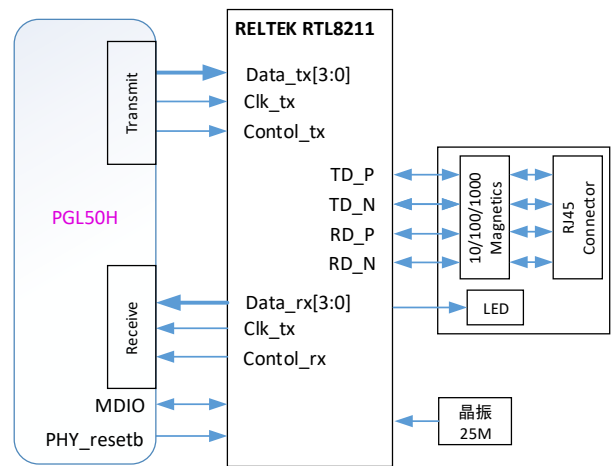 RELTEK RTL8211
Transmit
Data_tx[3:0]
Clk_tx
Contol_tx
PGL50H
TD_P
TD_N
RD_P
RD_N
10/100/1000
Magnetics
RJ45
Connnector
LED
Receive
Data_rx[3:0]
Clk_tx
Contol_rx
MDIO
PHY_resetb
晶振
25M